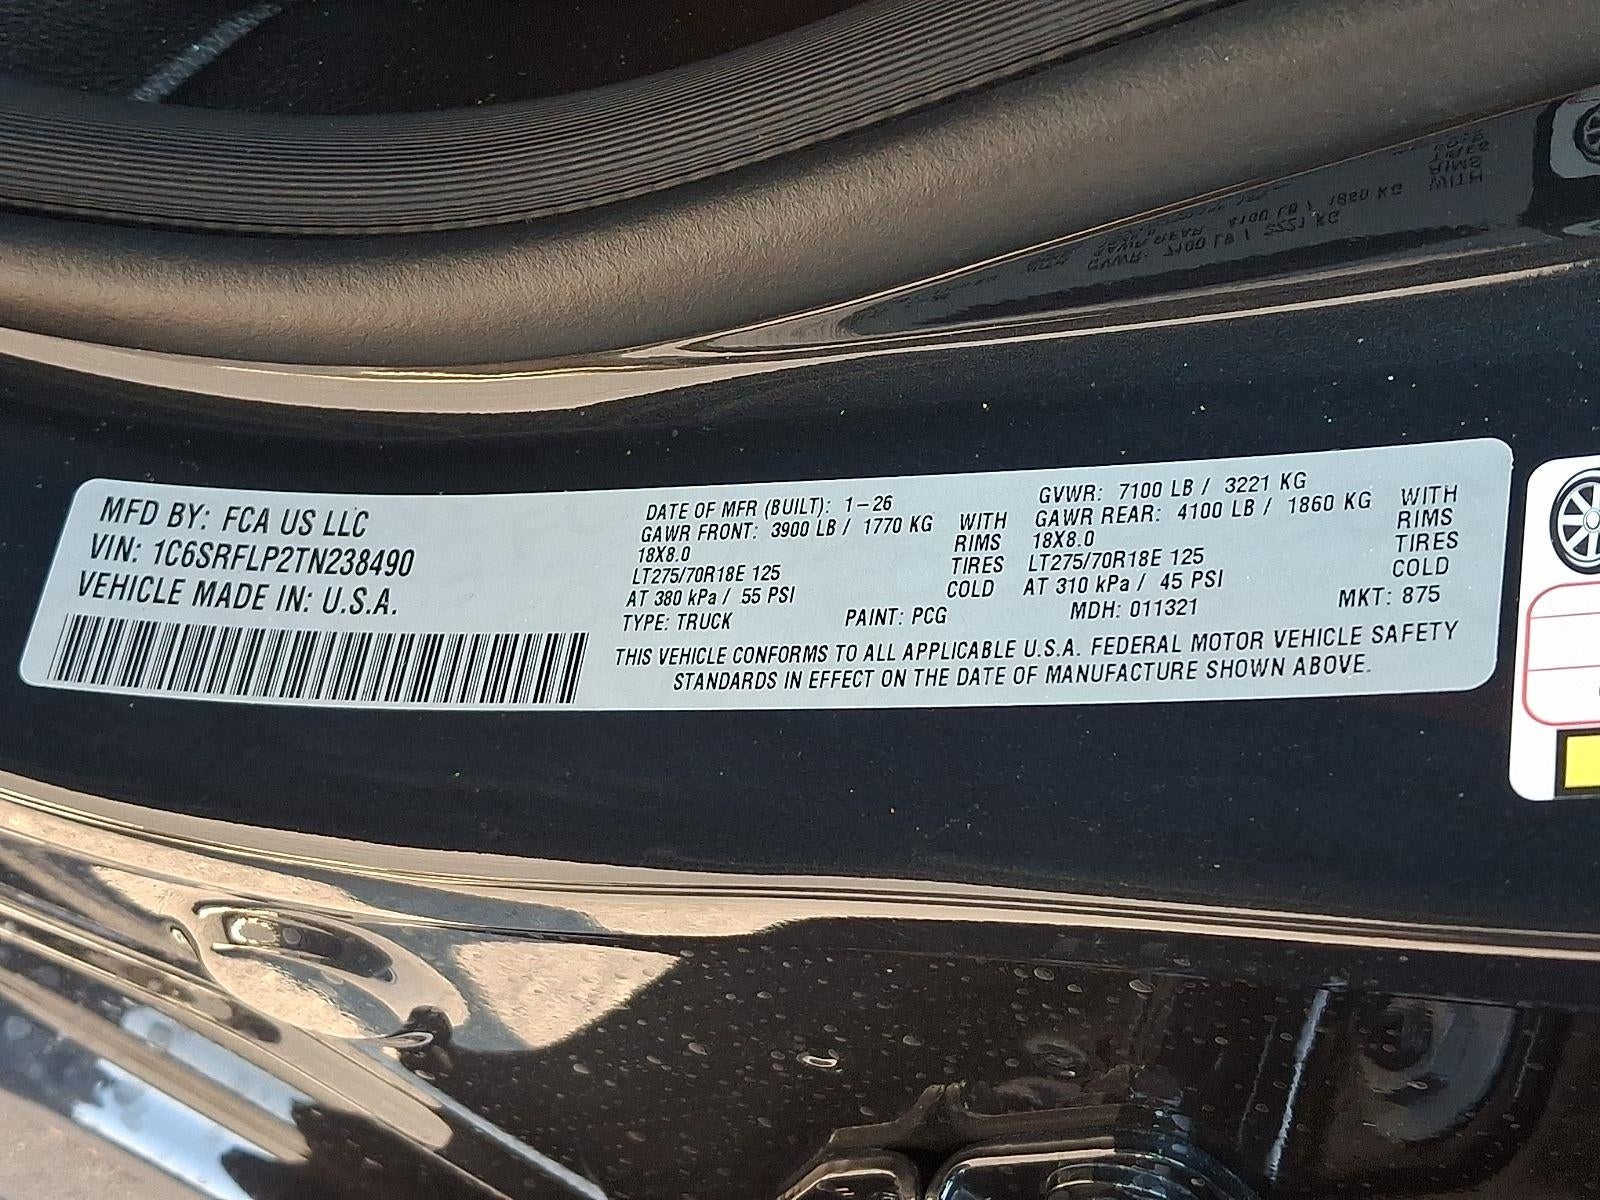 MFD BY: FCA US LLC
VIN: 1C6SRFLP2TN238490
VEHICLE MADE IN: U.S.A.
DATE OF MFR (BUILT): 1-26
GAWR FRONT: 3900 LB / 1770 KG WITH
18X8.0 RIMS
LT275/70R18E 125 TIRES
AT 380 kPa / 55 PSI COLD
TYPE: TRUCK PAINT: PCG
GVWR: 7100 LB / 3221 KG
GAWR REAR: 4100 LB / 1860 KG WITH
18X8.0 RIMS
LT275/70R18E 125 TIRES
AT 310 kPa / 45 PSI COLD
MDH: 011321 MKT: 875
THIS VEHICLE CONFORMS TO ALL APPLICABLE U.S.A. FEDERAL MOTOR VEHICLE SAFETY
STANDARDS IN EFFECT ON THE DATE OF MANUFACTURE SHOWN ABOVE.